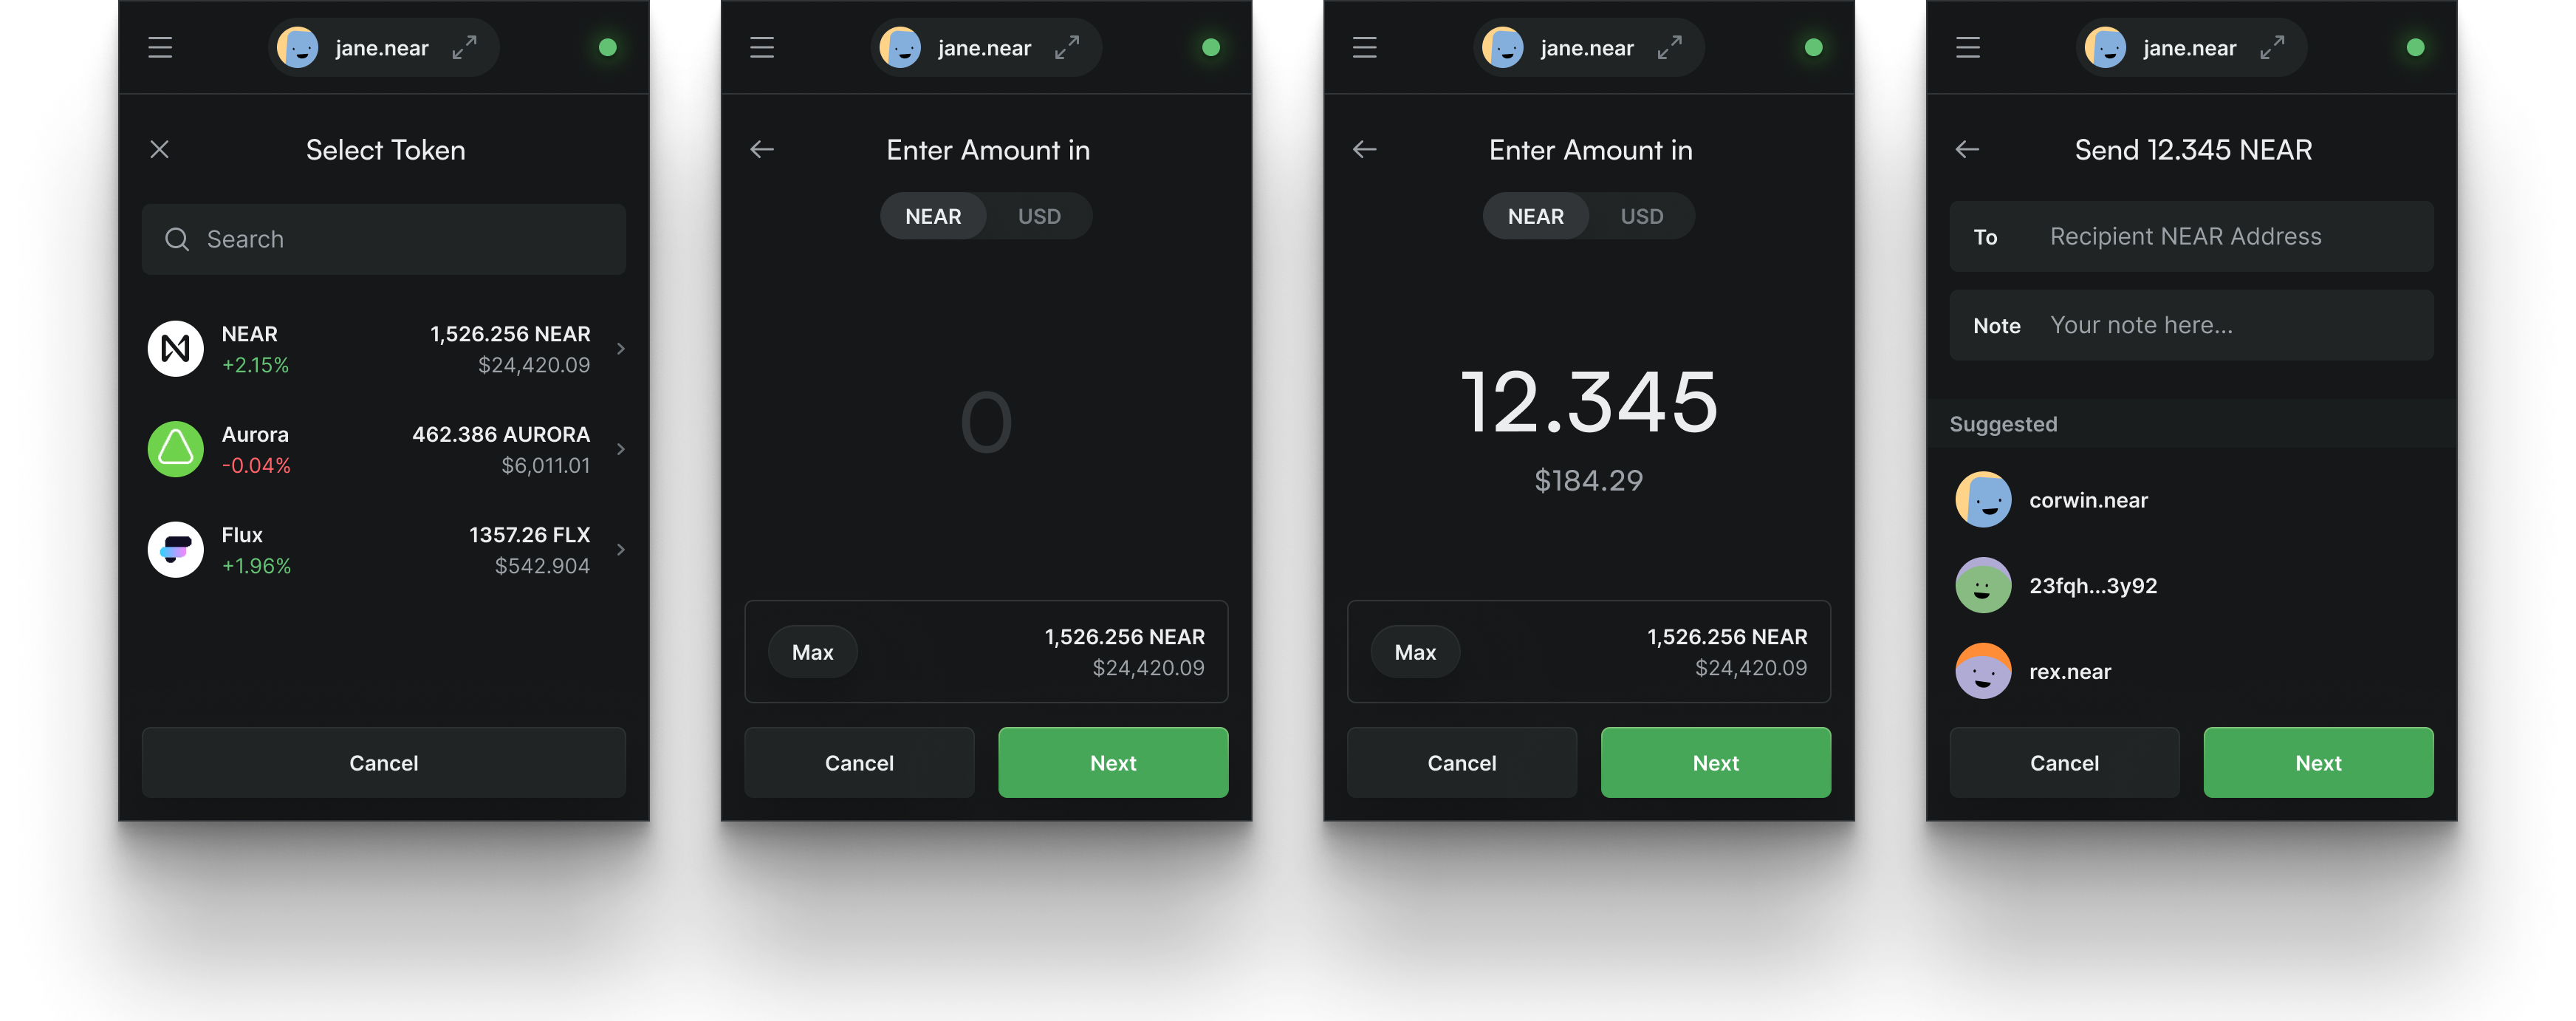 jane.near
Select Token
Search
NEAR 1,526.256 NEAR
+2.15% $24,420.09
Aurora 462.386 AURORA
-0.04% $6,011.01
Flux 1357.26 FLX
+1.96% $542.904
Cancel
jane.near
Enter Amount in
NEAR USD
0
Max 1,526.256 NEAR
$24,420.09
Cancel Next
jane.near
Enter Amount in
NEAR USD
12.345
$184.29
Max 1,526.256 NEAR
$24,420.09
Cancel Next
jane.near
Send 12.345 NEAR
To Recipient NEAR Address
Note Your note here...
Suggested
corwin.near
23fqh...3y92
rex.near
Cancel Next